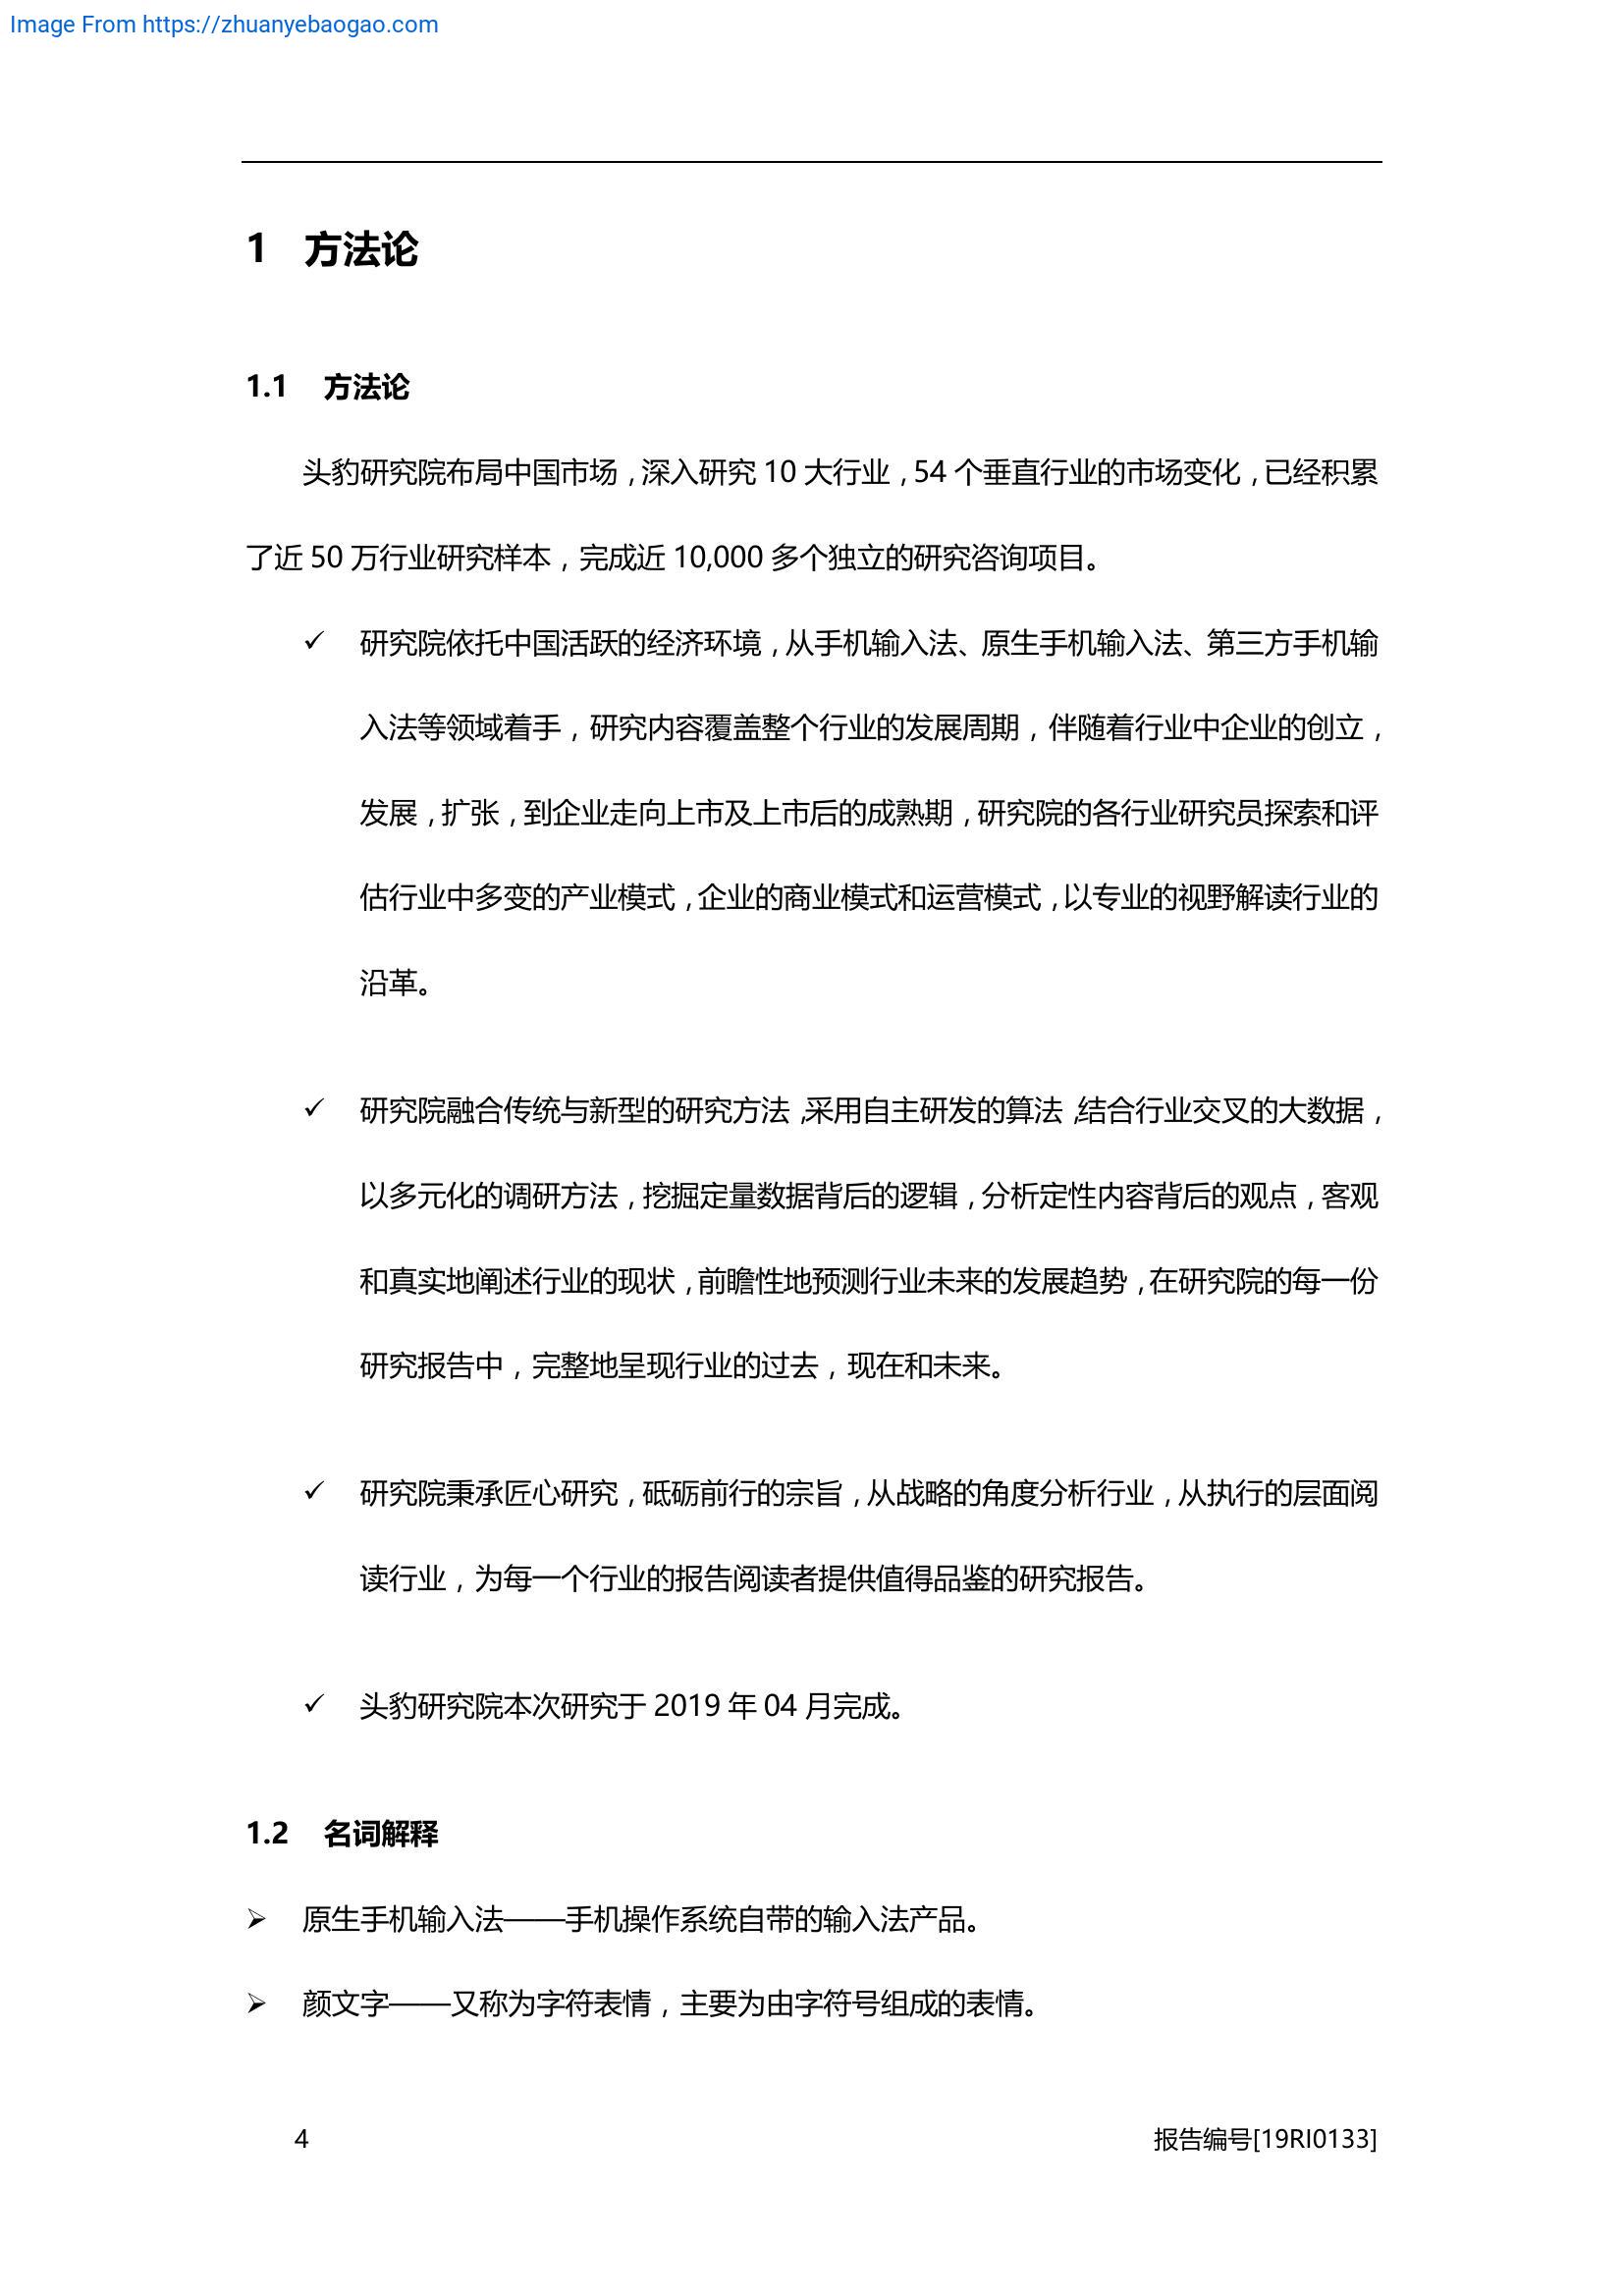 Image From https://zhuanyebaogao.com
1 方法论
1.1 方法论
头豹研究院布局中国市场，深入研究 10 大行业，54 个垂直行业的市场变化，已经积累
了近 50 万行业研究样本，完成近 10,000 多个独立的研究咨询项目。
✓ 研究院依托中国活跃的经济环境，从手机输入法、原生手机输入法、第三方手机输
入法等领域着手，研究内容覆盖整个行业的发展周期，伴随着行业中企业的创立，
发展，扩张，到企业走向上市及上市后的成熟期，研究院的各行业研究员探索和评
估行业中多变的产业模式，企业的商业模式和运营模式，以专业的视野解读行业的
沿革。
✓ 研究院融合传统与新型的研究方法，采用自主研发的算法，结合行业交叉的大数据，
以多元化的调研方法，挖掘定量数据背后的逻辑，分析定性内容背后的观点，客观
和真实地阐述行业的现状，前瞻性地预测行业未来的发展趋势，在研究院的每一份
研究报告中，完整地呈现行业的过去，现在和未来。
✓ 研究院秉承匠心研究，砥砺前行的宗旨，从战略的角度分析行业，从执行的层面阅
读行业，为每一个行业的报告阅读者提供值得品鉴的研究报告。
✓ 头豹研究院本次研究于 2019 年 04 月完成。
1.2 名词解释
➢ 原生手机输入法——手机操作系统自带的输入法产品。
➢ 颜文字——又称为字符表情，主要为由字符号组成的表情。
4 报告编号[19RI0133]